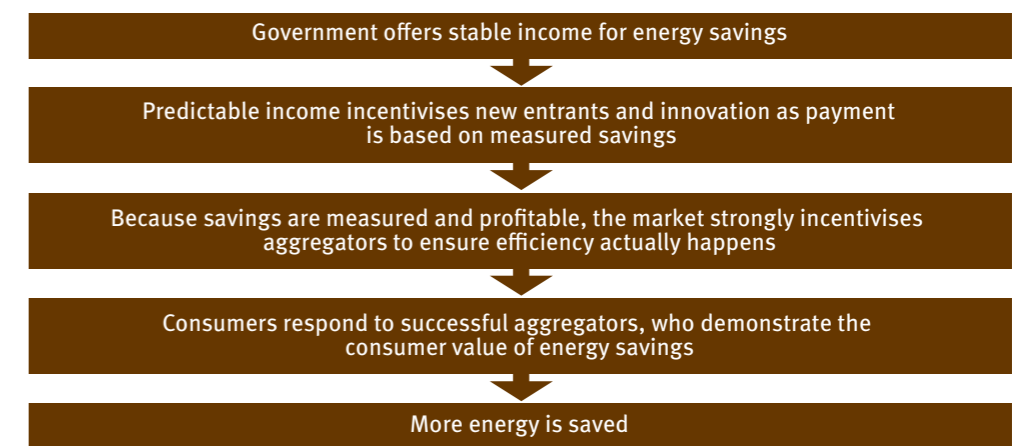 Government offers stable income for energy savings
Predictable income incentivises new entrants and innovation as payment
is based on measured savings
Because savings are measured and profitable, the market strongly incentivises
aggregators to ensure efficiency actually happens
Consumers respond to successful aggregators, who demonstrate the
consumer value of energy savings
More energy is saved